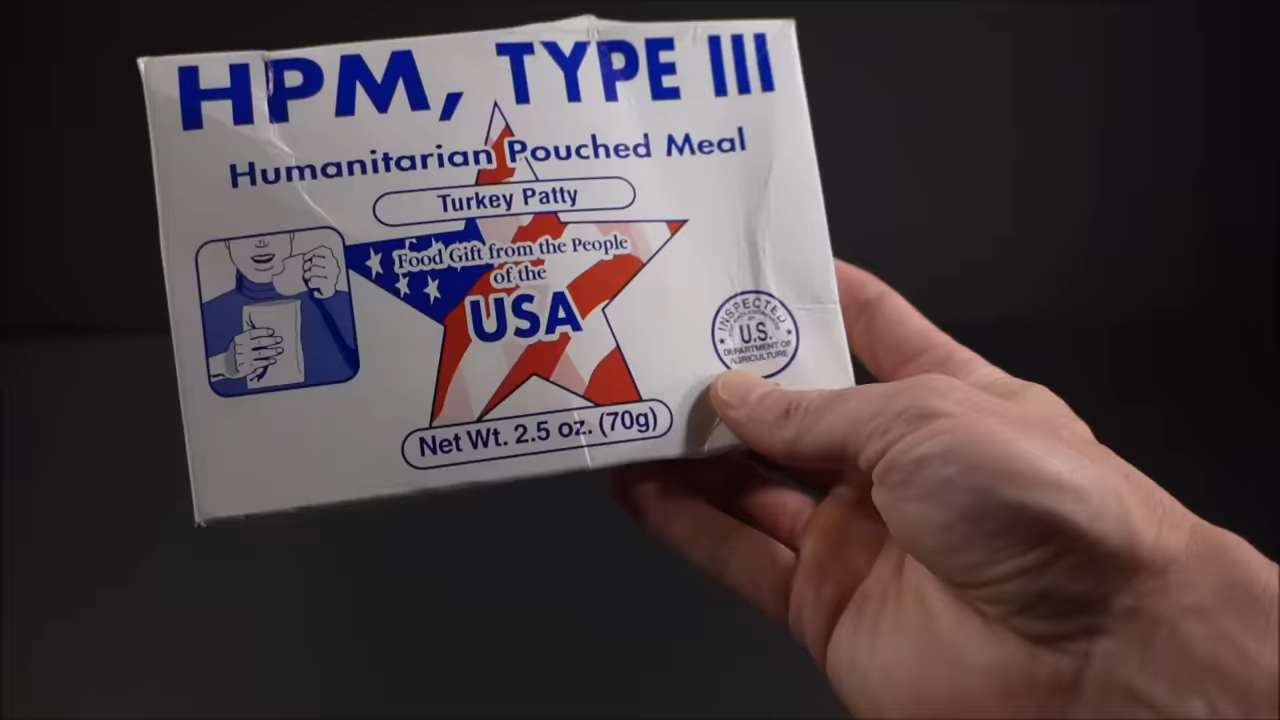 HPM, TYPE III
Humanitarian Pouched Meal
Turkey Patty
Food Gift from the People
of the
USA
INSPECTED
U.S.
DEPARTMENT OF
AGRICULTURE
Net Wt. 2.5 oz. (70g)